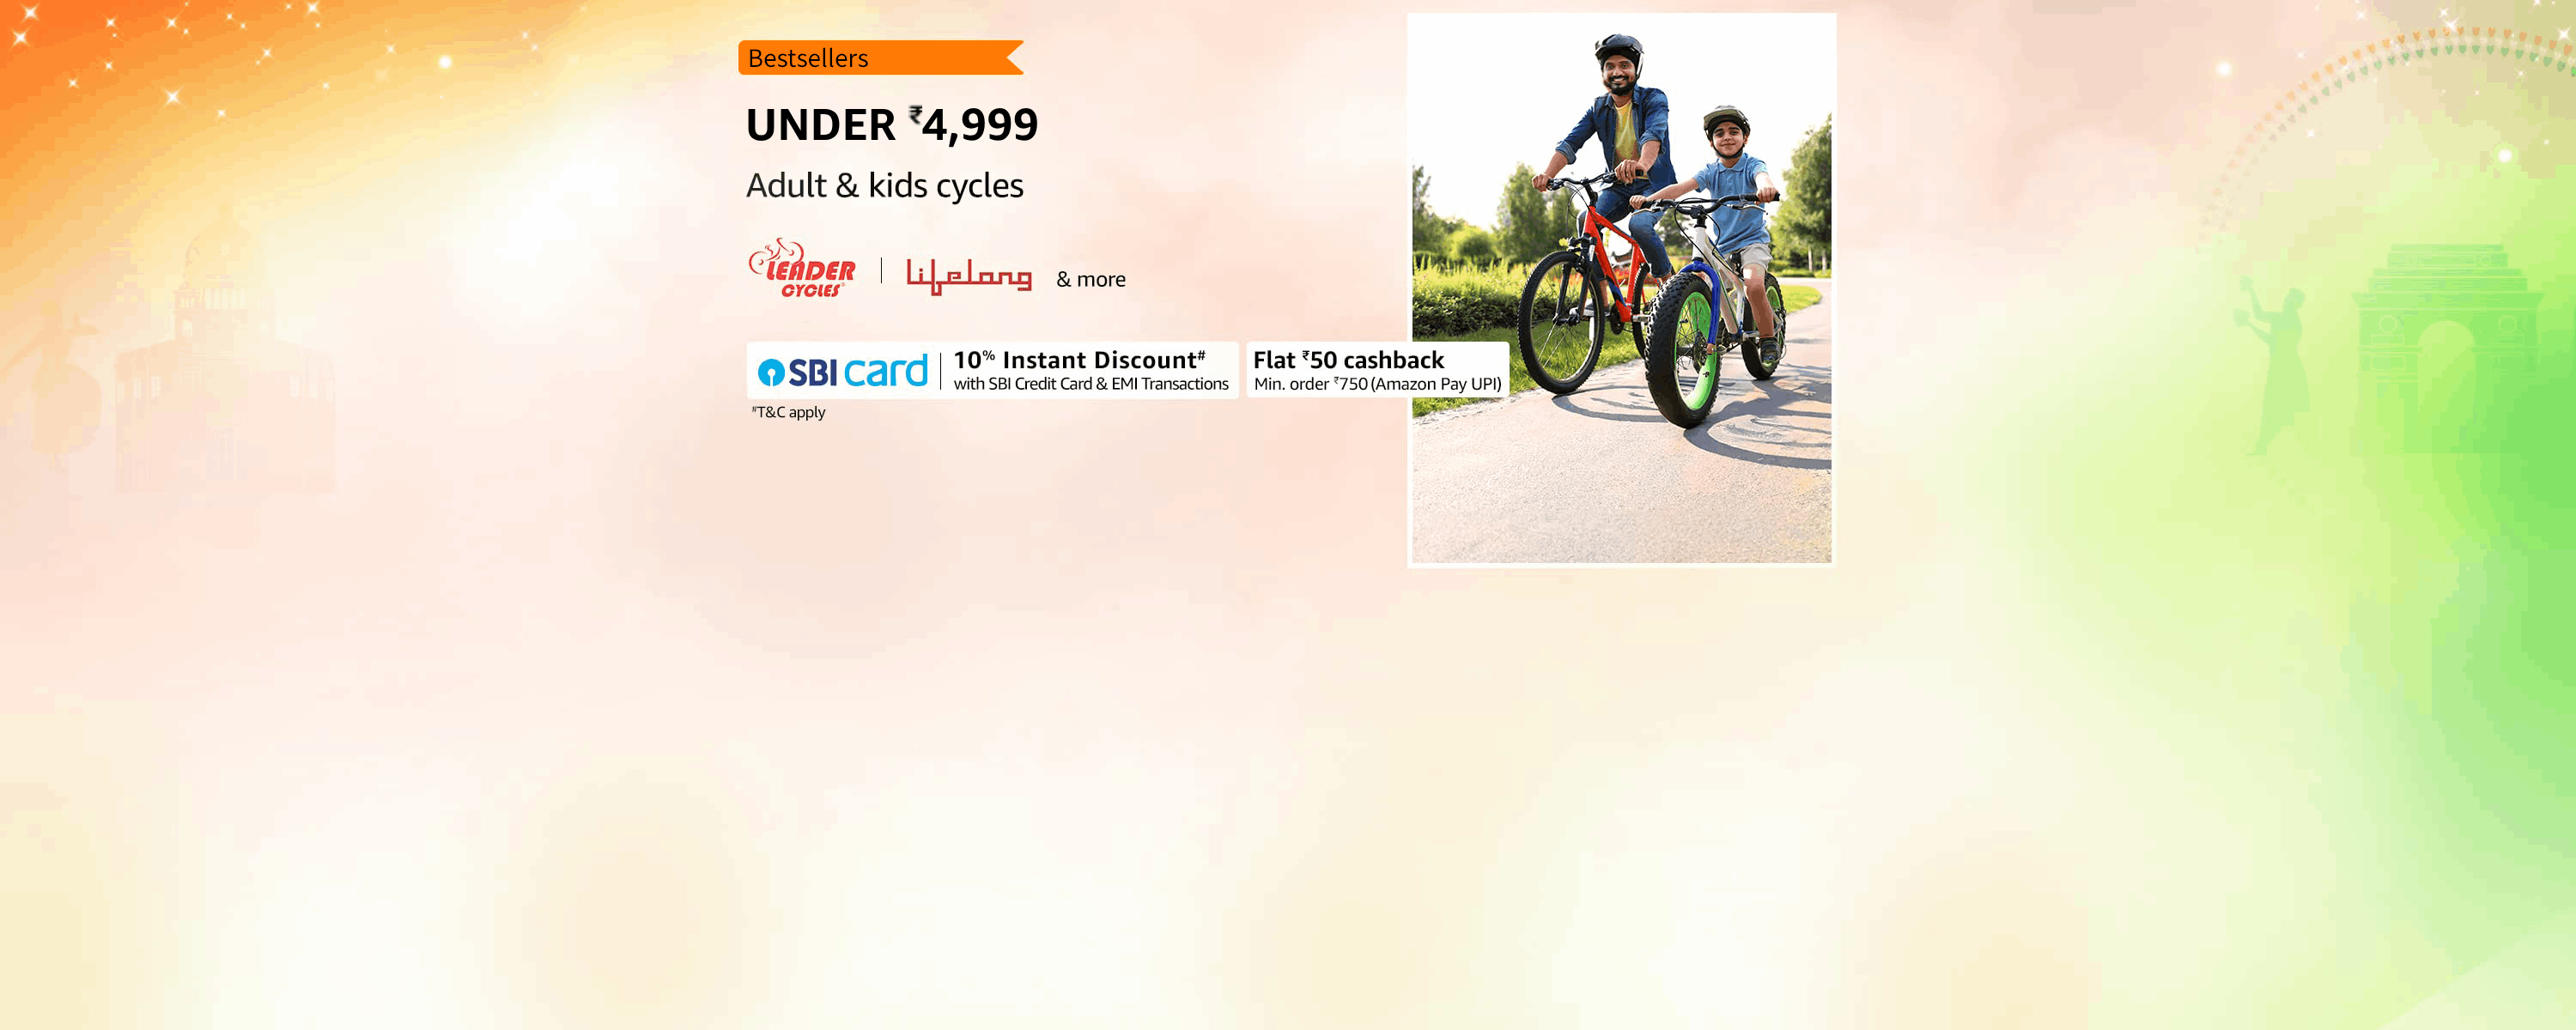 Bestsellers
UNDER ₹4,999
Adult & kids cycles
LEADER
CYCLES®
Lifelong
& more
SBI card
10% Instant Discount#
with SBI Credit Card & EMI Transactions
Flat ₹50 cashback
Min. order ₹750 (Amazon Pay UPI)
#T&C apply